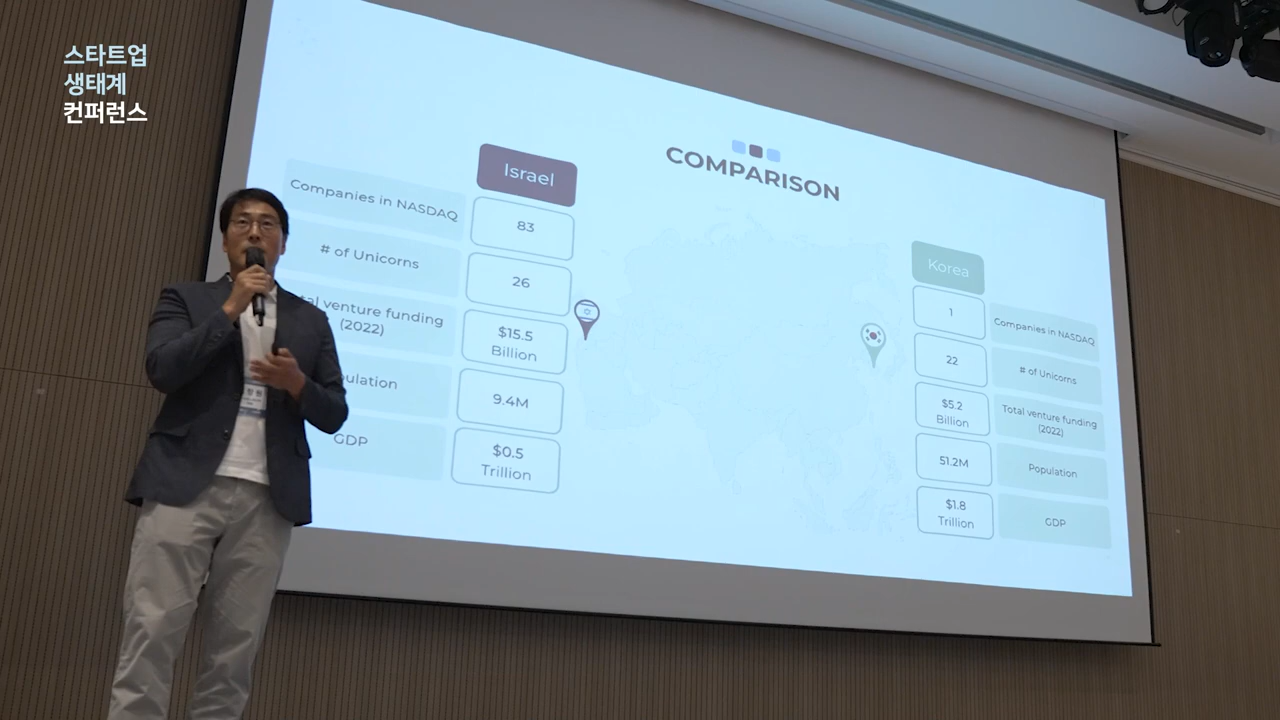 스타트업
생태계
컨퍼런스
COMPARISON
Israel
Companies in NASDAQ
83
# of Unicorns
26
venture funding
(2022)
$15.5
Billion
9.4M
GDP
$0.5
Trillion
Korea
1
Companies in NASDAQ
22
# of Unicorns
$5.2
Billion
Total venture funding
(2022)
51.2M
Population
$1.8
Trillion
GDP